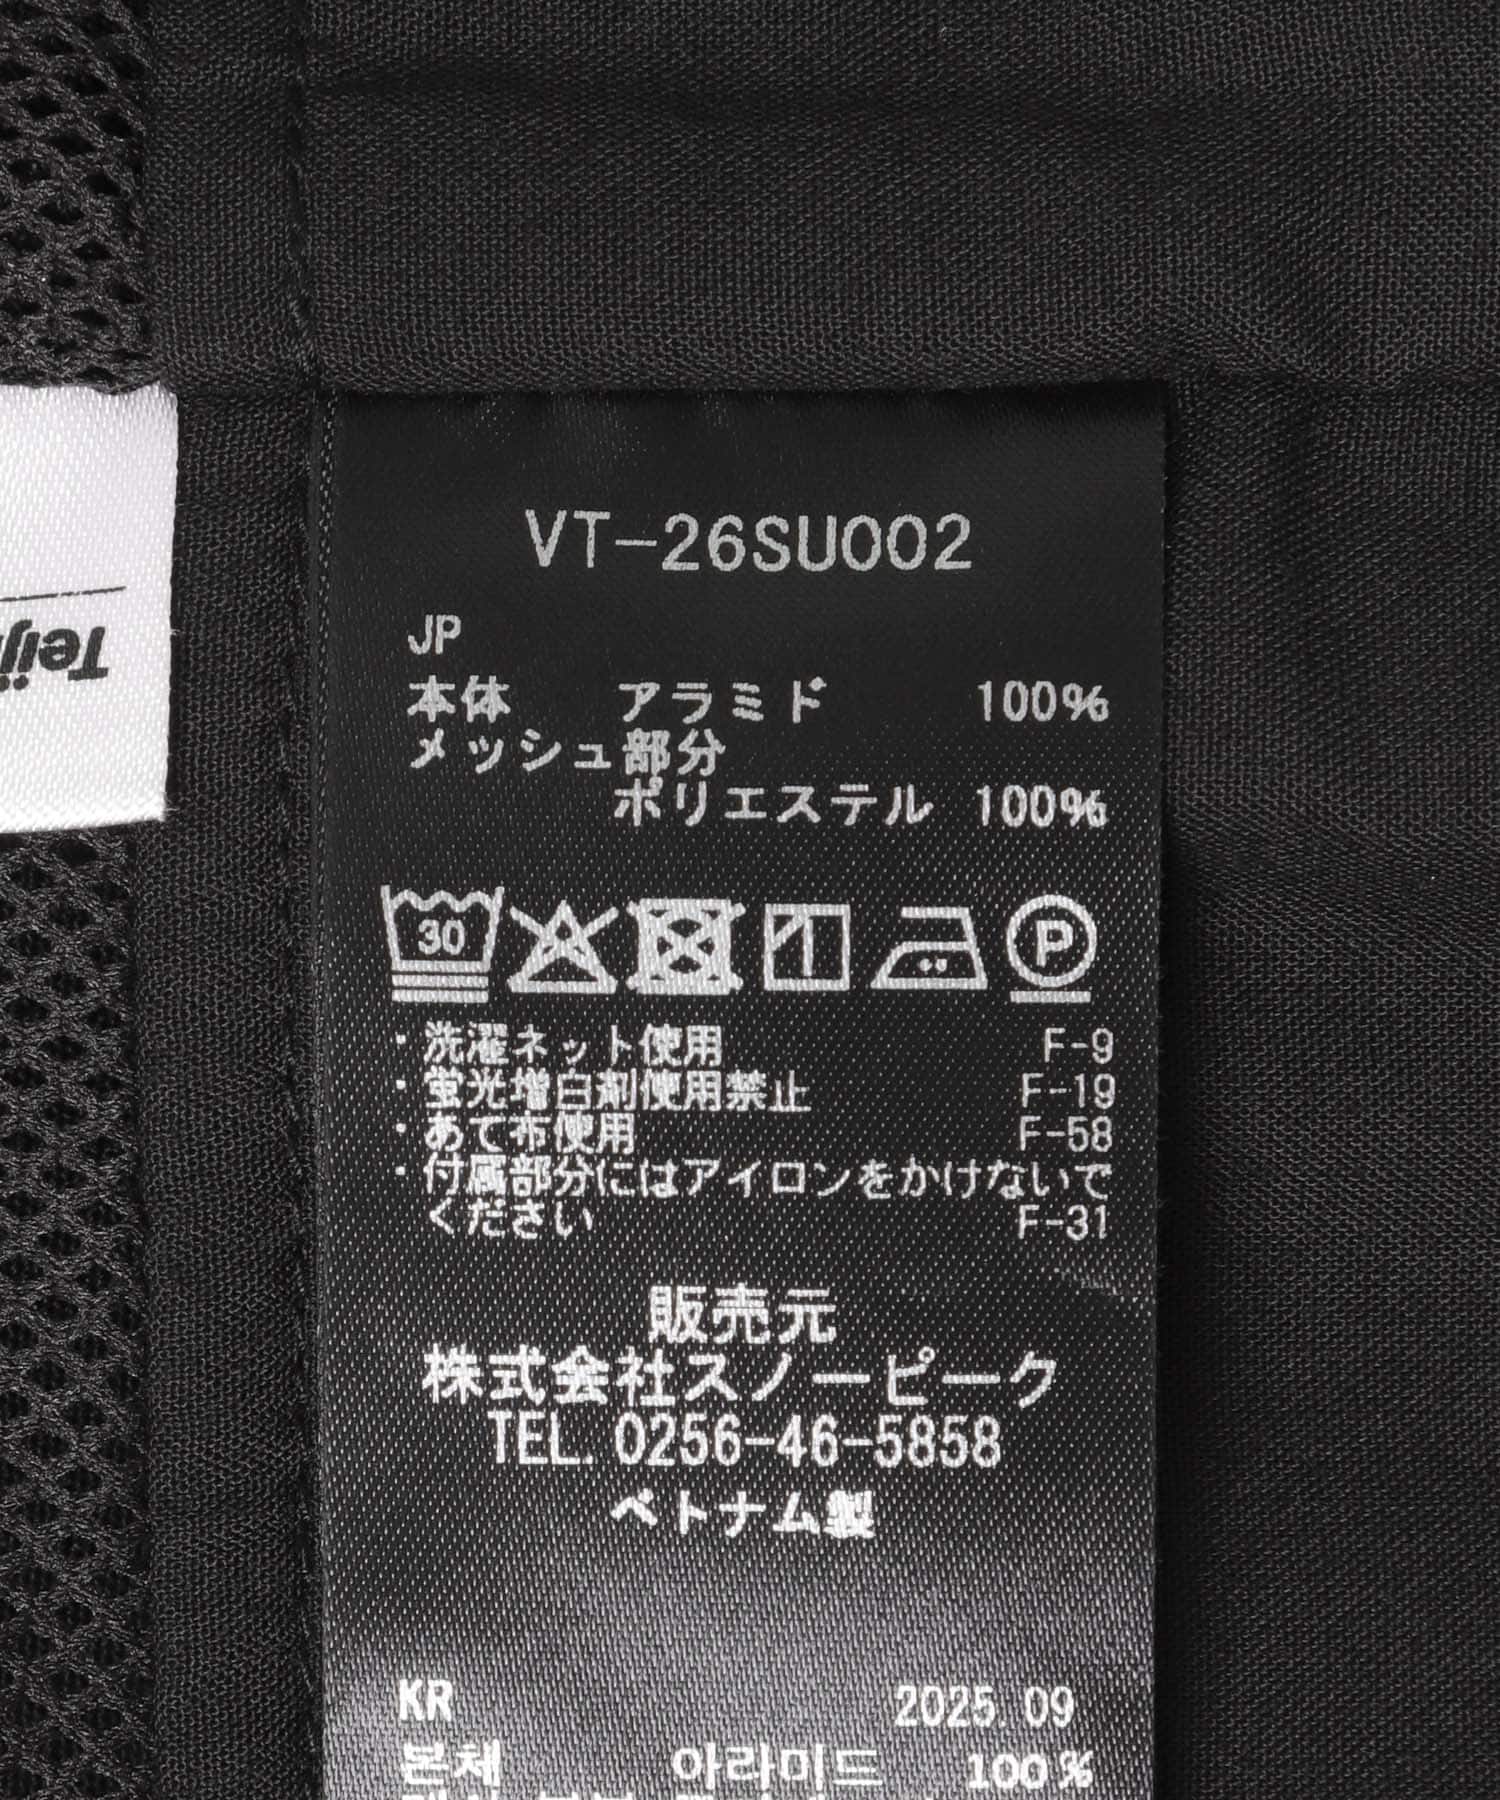 VT-26SU002
JP
本体 アラミド 100%
メッシュ部分
ポリエステル 100%
30
P
・洗濯ネット使用 F-9
・蛍光増白剤使用禁止 F-19
・あて布使用 F-58
・付属部分にはアイロンをかけないで
ください F-31
販売元
株式会社スノーピーク
TEL. 0256-46-5858
ベトナム製
KR 2025.09
본체 아라미드 100%